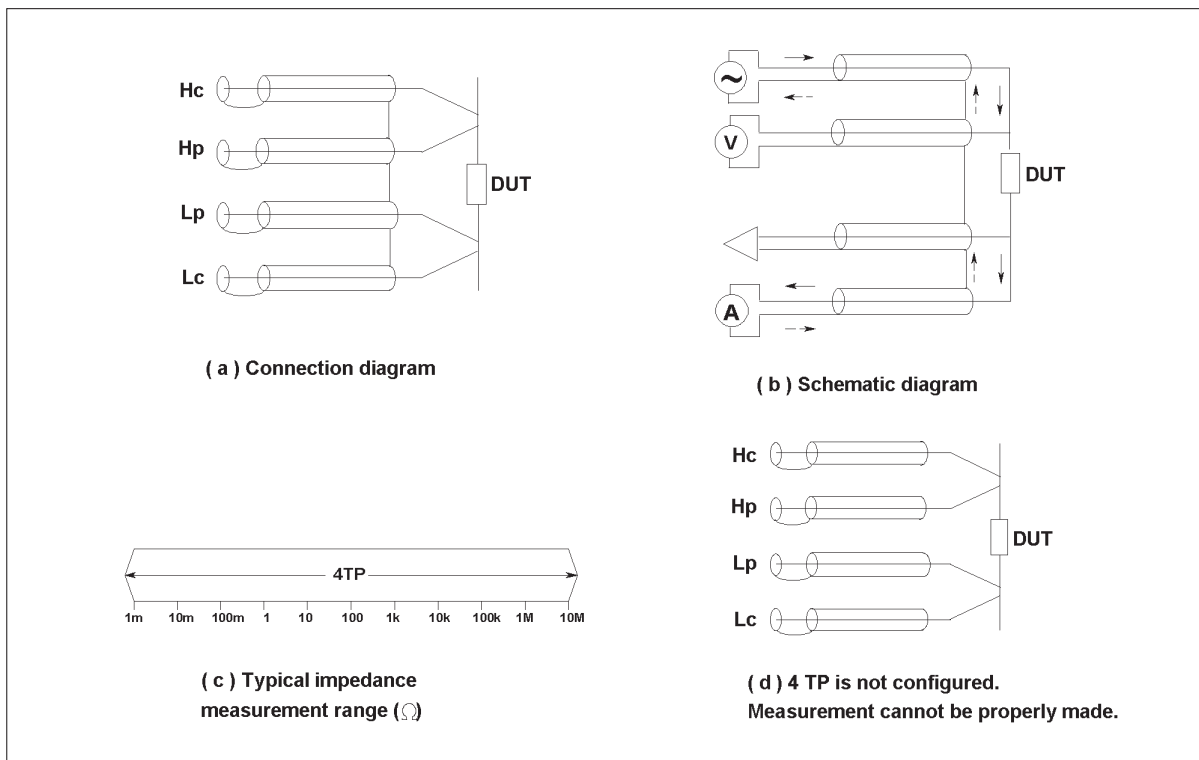 Hc
Hp
Lp
Lc
DUT
( a ) Connection diagram
~
V
A
DUT
( b ) Schematic diagram
4TP
1m 10m 100m 1 10 100 1k 10k 100k 1M 10M
( c ) Typical impedance
measurement range (Ω)
Hc
Hp
Lp
Lc
DUT
( d ) 4 TP is not configured.
Measurement cannot be properly made.